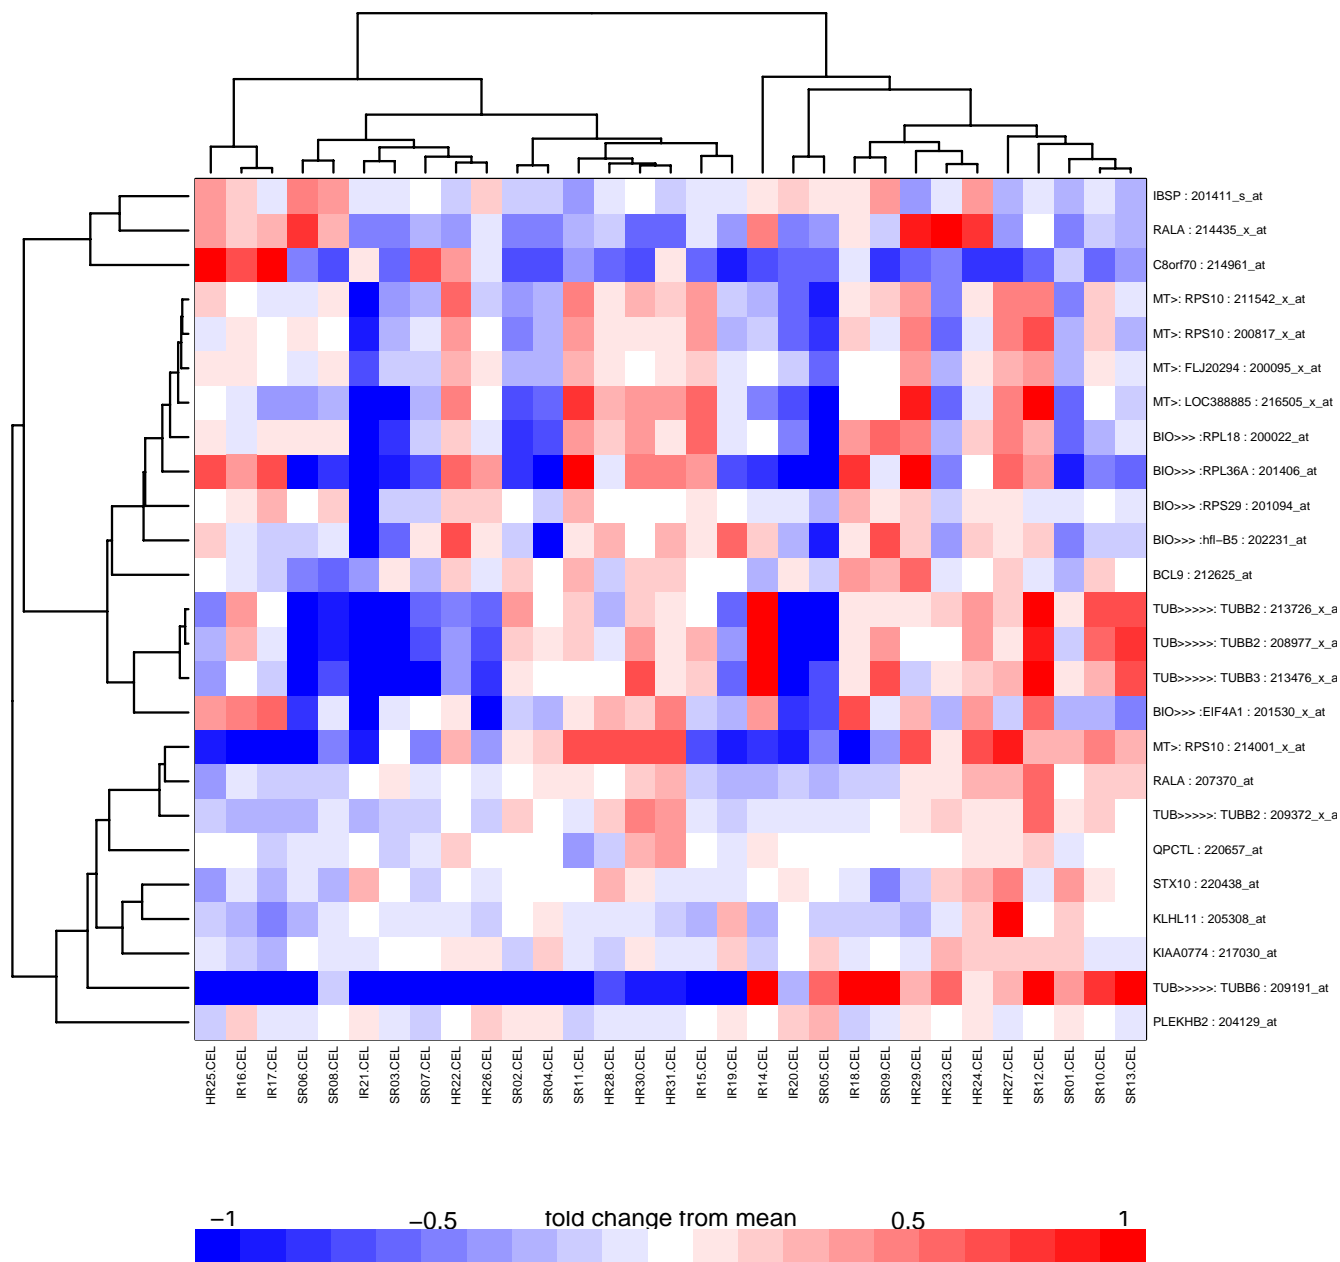 IBSP : 201411_s_at
RALA : 214435_x_at
C8orf70 : 214961_at
MT>: RPS10 : 211542_x_at
MT>: RPS10 : 200817_x_at
MT>: FLJ20294 : 200095_x_at
MT>: LOC388885 : 216505_x_at
BIO>>> :RPL18 : 200022_at
BIO>>> :RPL36A : 201406_at
BIO>>> :RPS29 : 201094_at
BIO>>> :hfl−B5 : 202231_at
BCL9 : 212625_at
TUB>>>>>: TUBB2 : 213726_x_a
TUB>>>>>: TUBB2 : 208977_x_a
TUB>>>>>: TUBB3 : 213476_x_a
BIO>>> :EIF4A1 : 201530_x_at
MT>: RPS10 : 214001_x_at
RALA : 207370_at
TUB>>>>>: TUBB2 : 209372_x_a
QPCTL : 220657_at
STX10 : 220438_at
KLHL11 : 205308_at
KIAA0774 : 217030_at
TUB>>>>>: TUBB6 : 209191_at
PLEKHB2 : 204129_at
HR25.CEL
IR16.CEL
IR17.CEL
SR06.CEL
SR08.CEL
IR21.CEL
SR03.CEL
SR07.CEL
HR22.CEL
HR26.CEL
SR02.CEL
SR04.CEL
SR11.CEL
HR28.CEL
HR30.CEL
HR31.CEL
IR15.CEL
IR19.CEL
IR14.CEL
IR20.CEL
SR05.CEL
IR18.CEL
SR09.CEL
HR29.CEL
HR23.CEL
HR24.CEL
HR27.CEL
SR12.CEL
SR01.CEL
SR10.CEL
SR13.CEL
−1 −0.5 fold change from mean 0.5 1